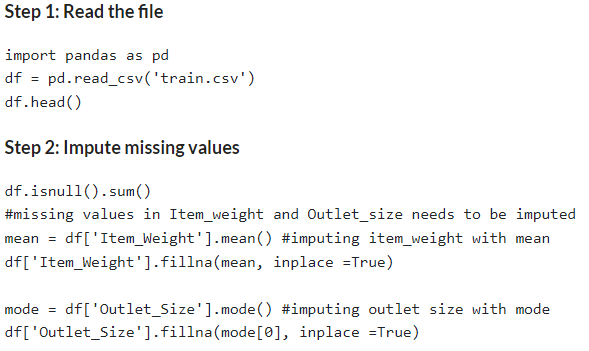 Step 1: Read the file
import pandas as pd
df = pd.read_csv('train.csv')
df.head()
Step 2: Impute missing values
df.isnull().sum()
#missing values in Item_weight and Outlet_size needs to be imputed
mean = df['Item_Weight'].mean() #imputing item_weight with mean
df['Item_Weight'].fillna(mean, inplace =True)
mode = df['Outlet_Size'].mode() #imputing outlet size with mode
df['Outlet_Size'].fillna(mode[0], inplace =True)